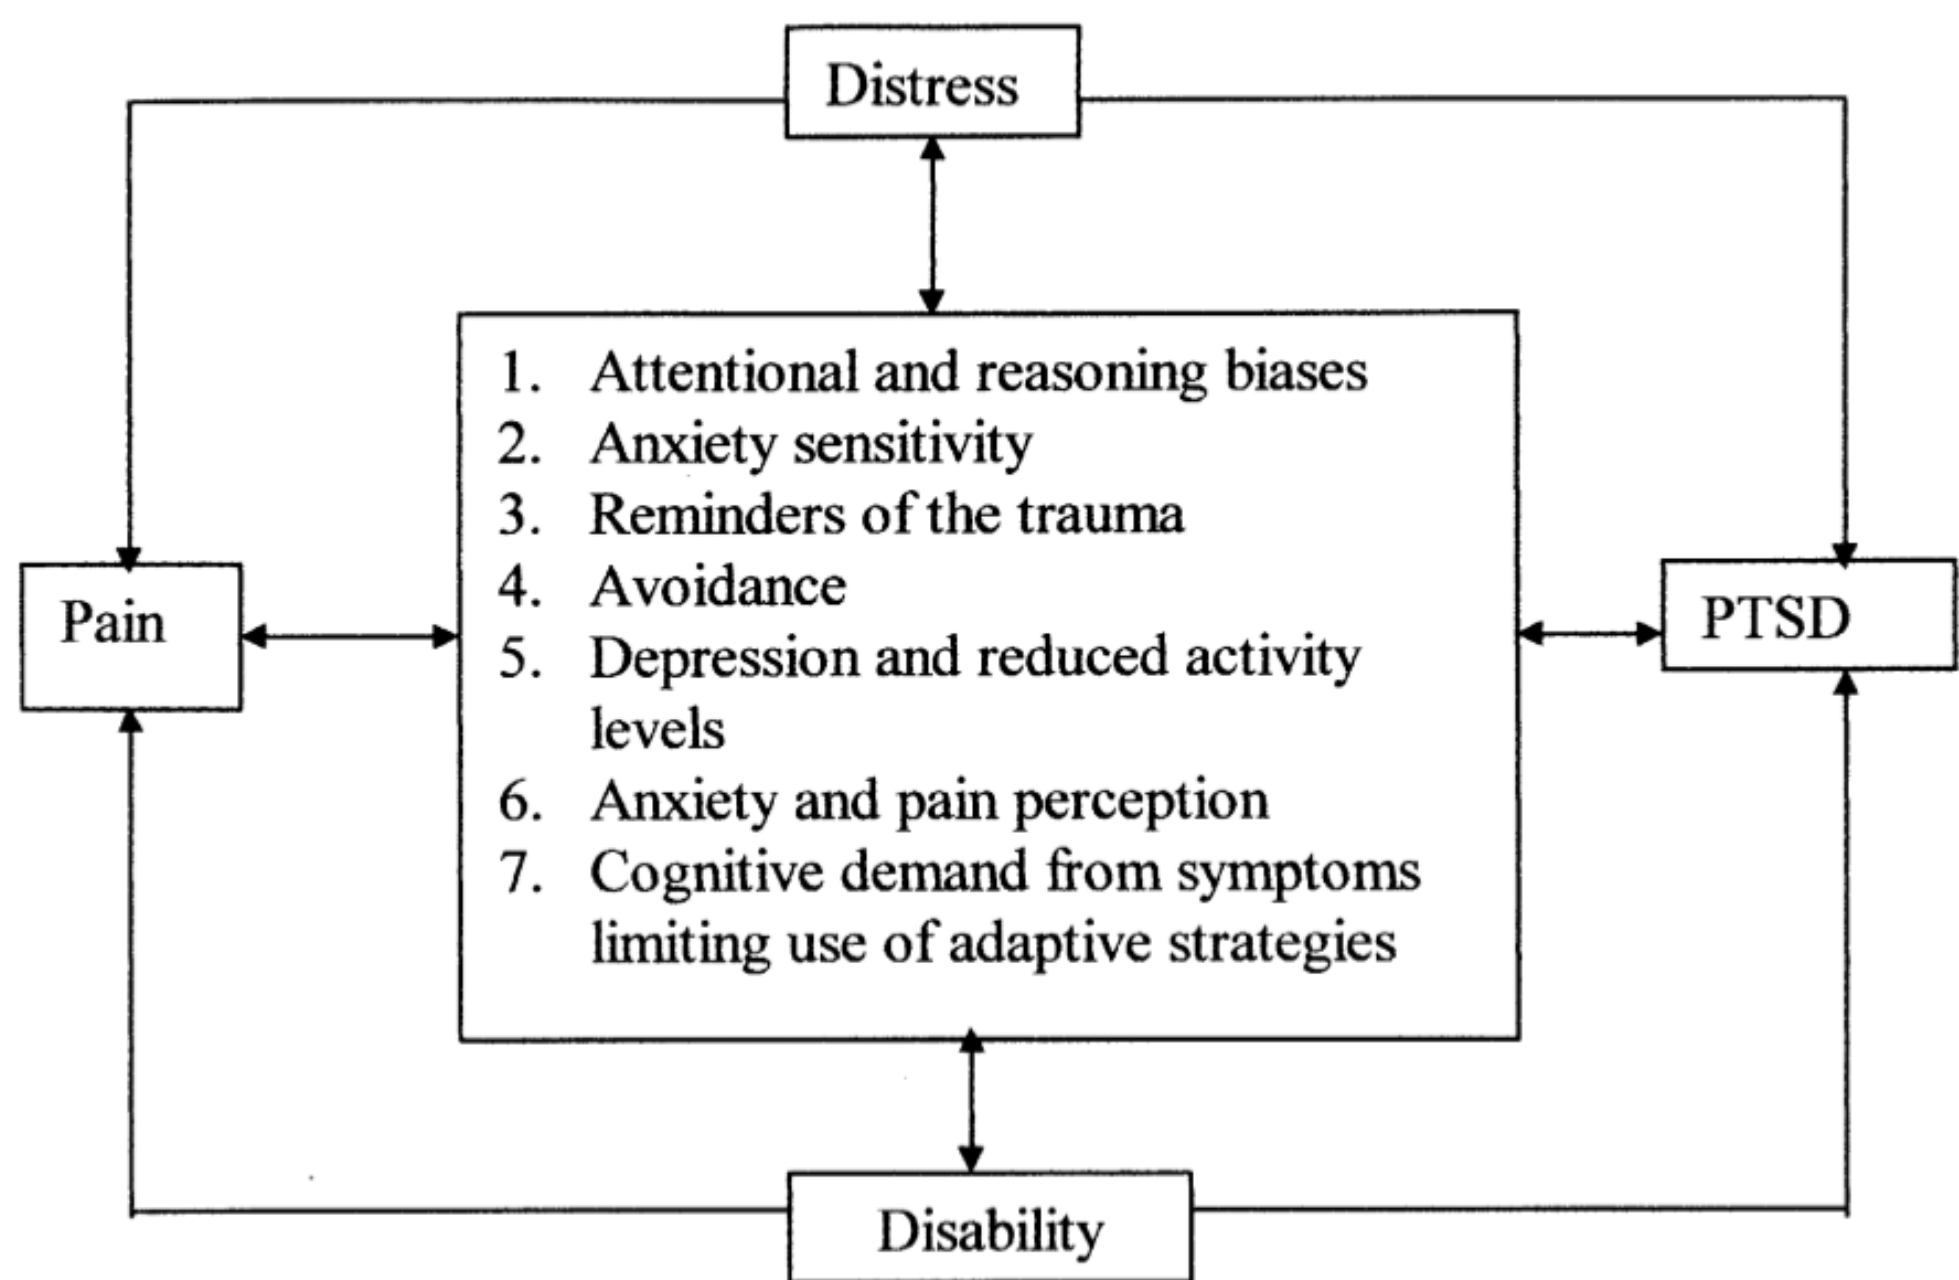 Distress
1. Attentional and reasoning biases
2. Anxiety sensitivity
3. Reminders of the trauma
4. Avoidance
5. Depression and reduced activity
levels
6. Anxiety and pain perception
7. Cognitive demand from symptoms
limiting use of adaptive strategies
Pain
PTSD
Disability